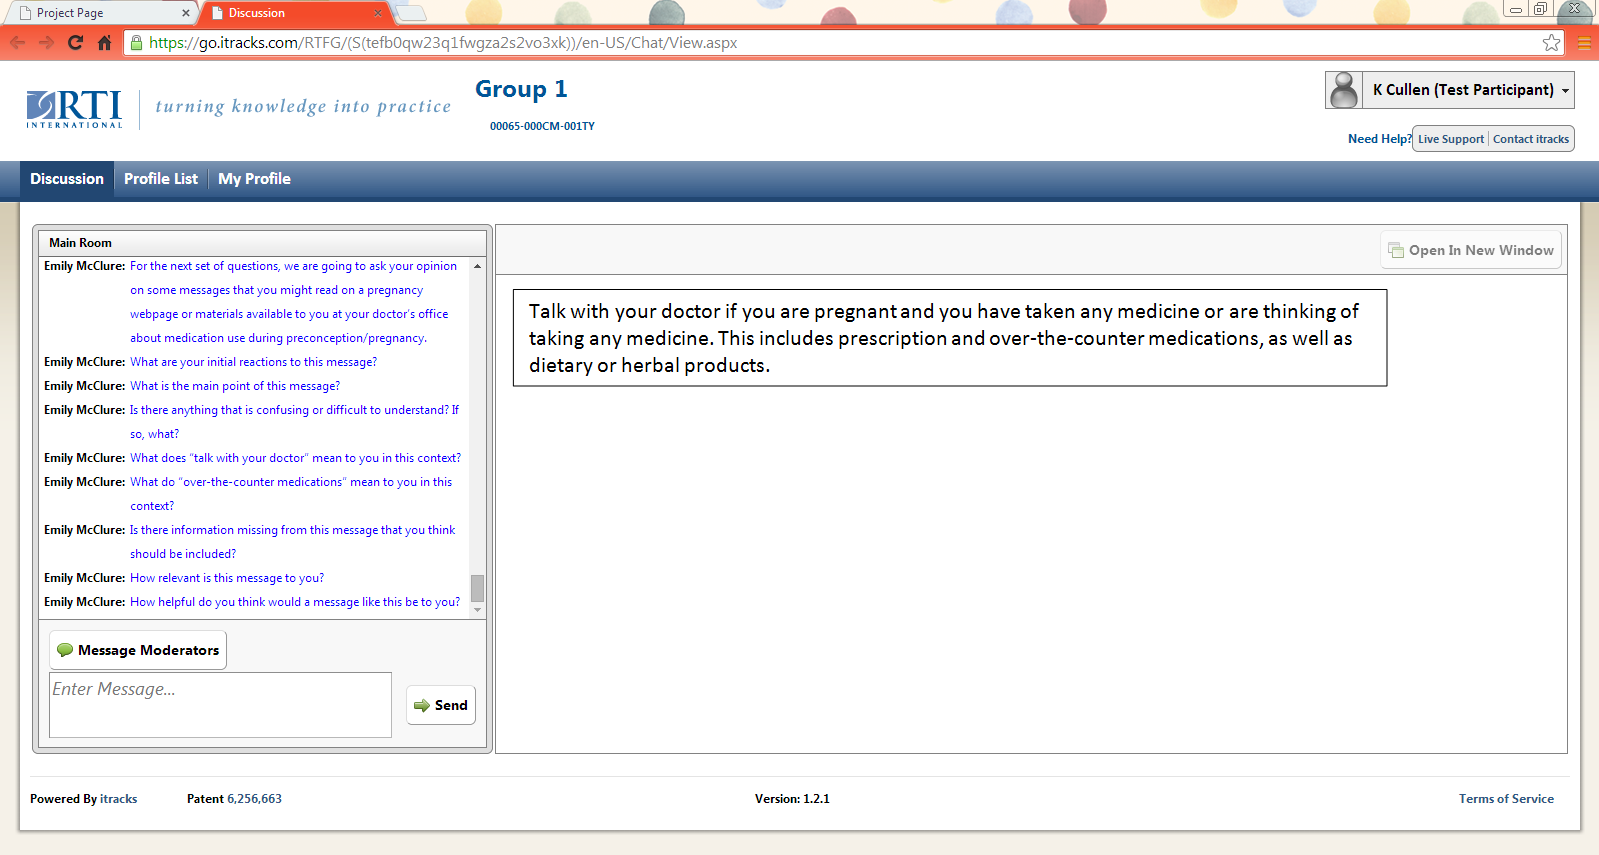 Project Page
Discussion
https://go.itracks.com/RTFG/(S(tefb0qw23q1fwgza2s2vo3xk))/en-US/Chat/View.aspx
RTI
INTERNATIONAL
turning knowledge into practice
Group 1
00065-000CM-001TY
K Cullen (Test Participant)
Need Help? Live Support Contact itracks
Discussion Profile List My Profile
Main Room
Emily McClure: For the next set of questions, we are going to ask your opinion
on some messages that you might read on a pregnancy
webpage or materials available to you at your doctor's office
about medication use during preconception/pregnancy.
Emily McClure: What are your initial reactions to this message?
Emily McClure: What is the main point of this message?
Emily McClure: Is there anything that is confusing or difficult to understand? If
so, what?
Emily McClure: What does "talk with your doctor" mean to you in this context?
Emily McClure: What do "over-the-counter medications" mean to you in this
context?
Emily McClure: Is there information missing from this message that you think
should be included?
Emily McClure: How relevant is this message to you?
Emily McClure: How helpful do you think would a message like this be to you?
Message Moderators
Enter Message...
Send
Open In New Window
Talk with your doctor if you are pregnant and you have taken any medicine or are thinking of
taking any medicine. This includes prescription and over-the-counter medications, as well as
dietary or herbal products.
Powered By itracks Patent 6,256,663 Version: 1.2.1 Terms of Service